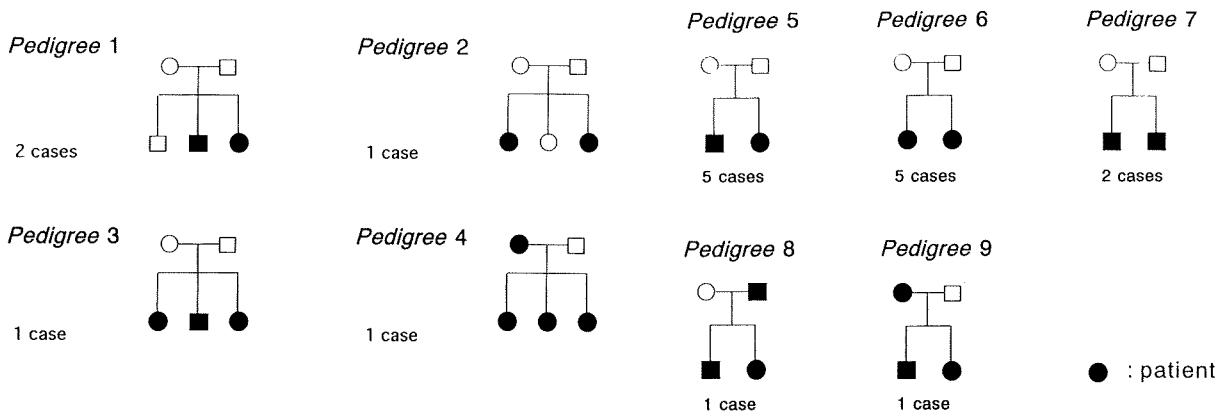 Pedigree 1
2 cases
Pedigree 2
1 case
Pedigree 5
5 cases
Pedigree 6
5 cases
Pedigree 7
2 cases
Pedigree 3
1 case
Pedigree 4
1 case
Pedigree 8
1 case
Pedigree 9
1 case
: patient